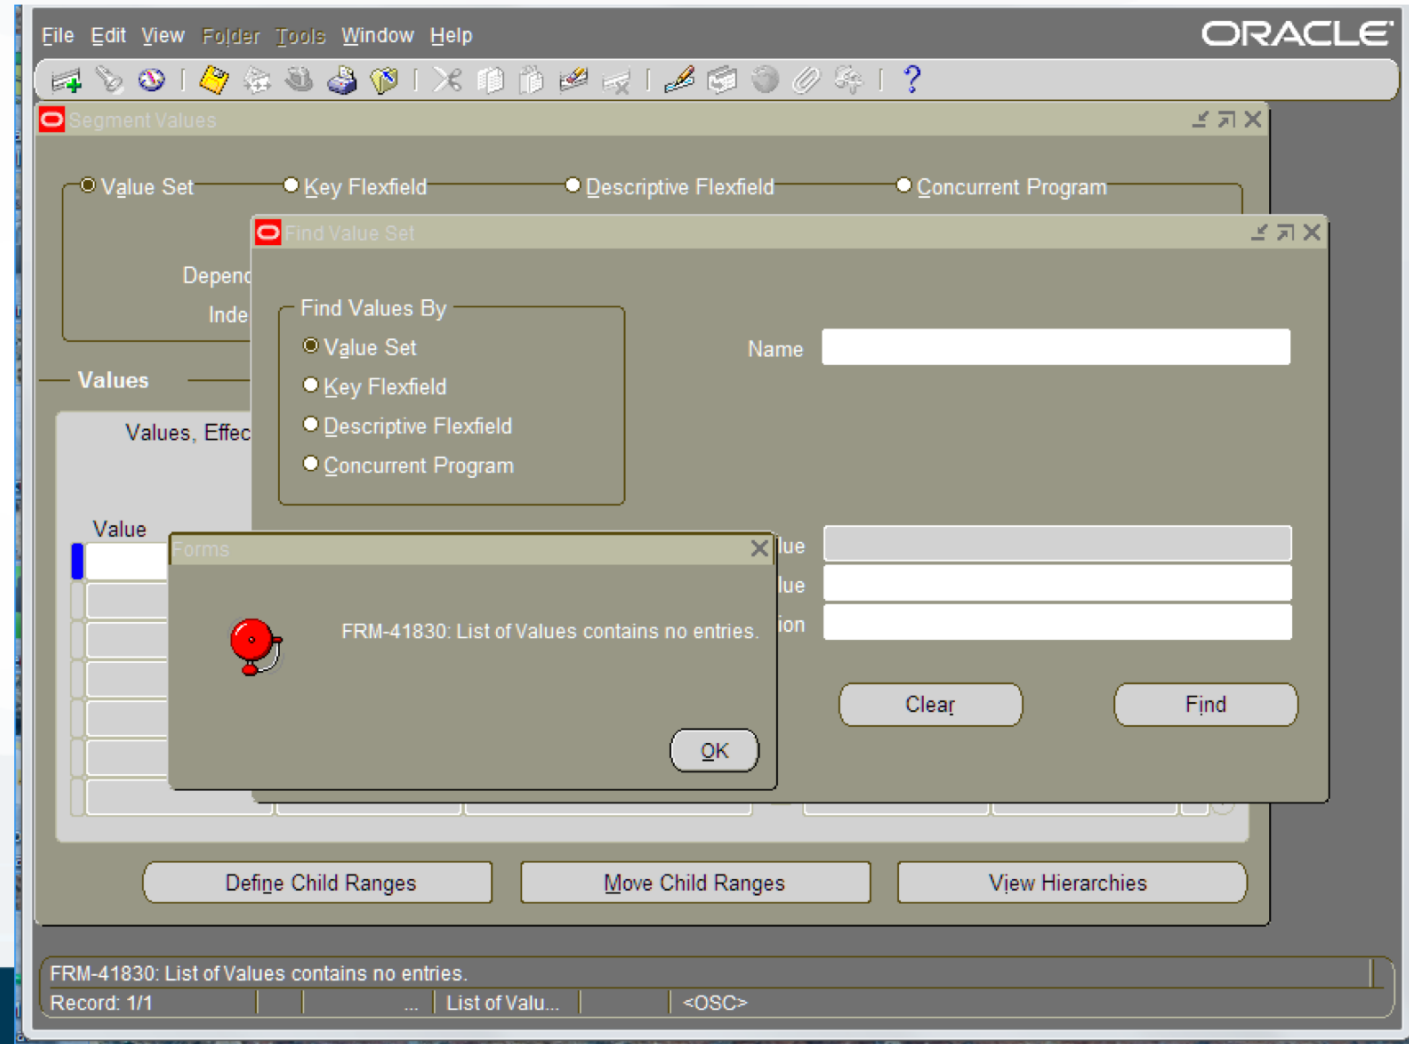 File Edit View Folder Tools Window Help
ORACLE
Segment Values
Value Set Key Flexfield Descriptive Flexfield Concurrent Program
Find Value Set
Depend
Inde
Find Values By
Value Set
Key Flexfield
Descriptive Flexfield
Concurrent Program
Name
Values
Values, Effec
Value
Forms
FRM-41830: List of Values contains no entries.
OK
lue
lue
ion
Clear Find
Define Child Ranges Move Child Ranges View Hierarchies
FRM-41830: List of Values contains no entries.
Record: 1/1 ... List of Valu... <OSC>